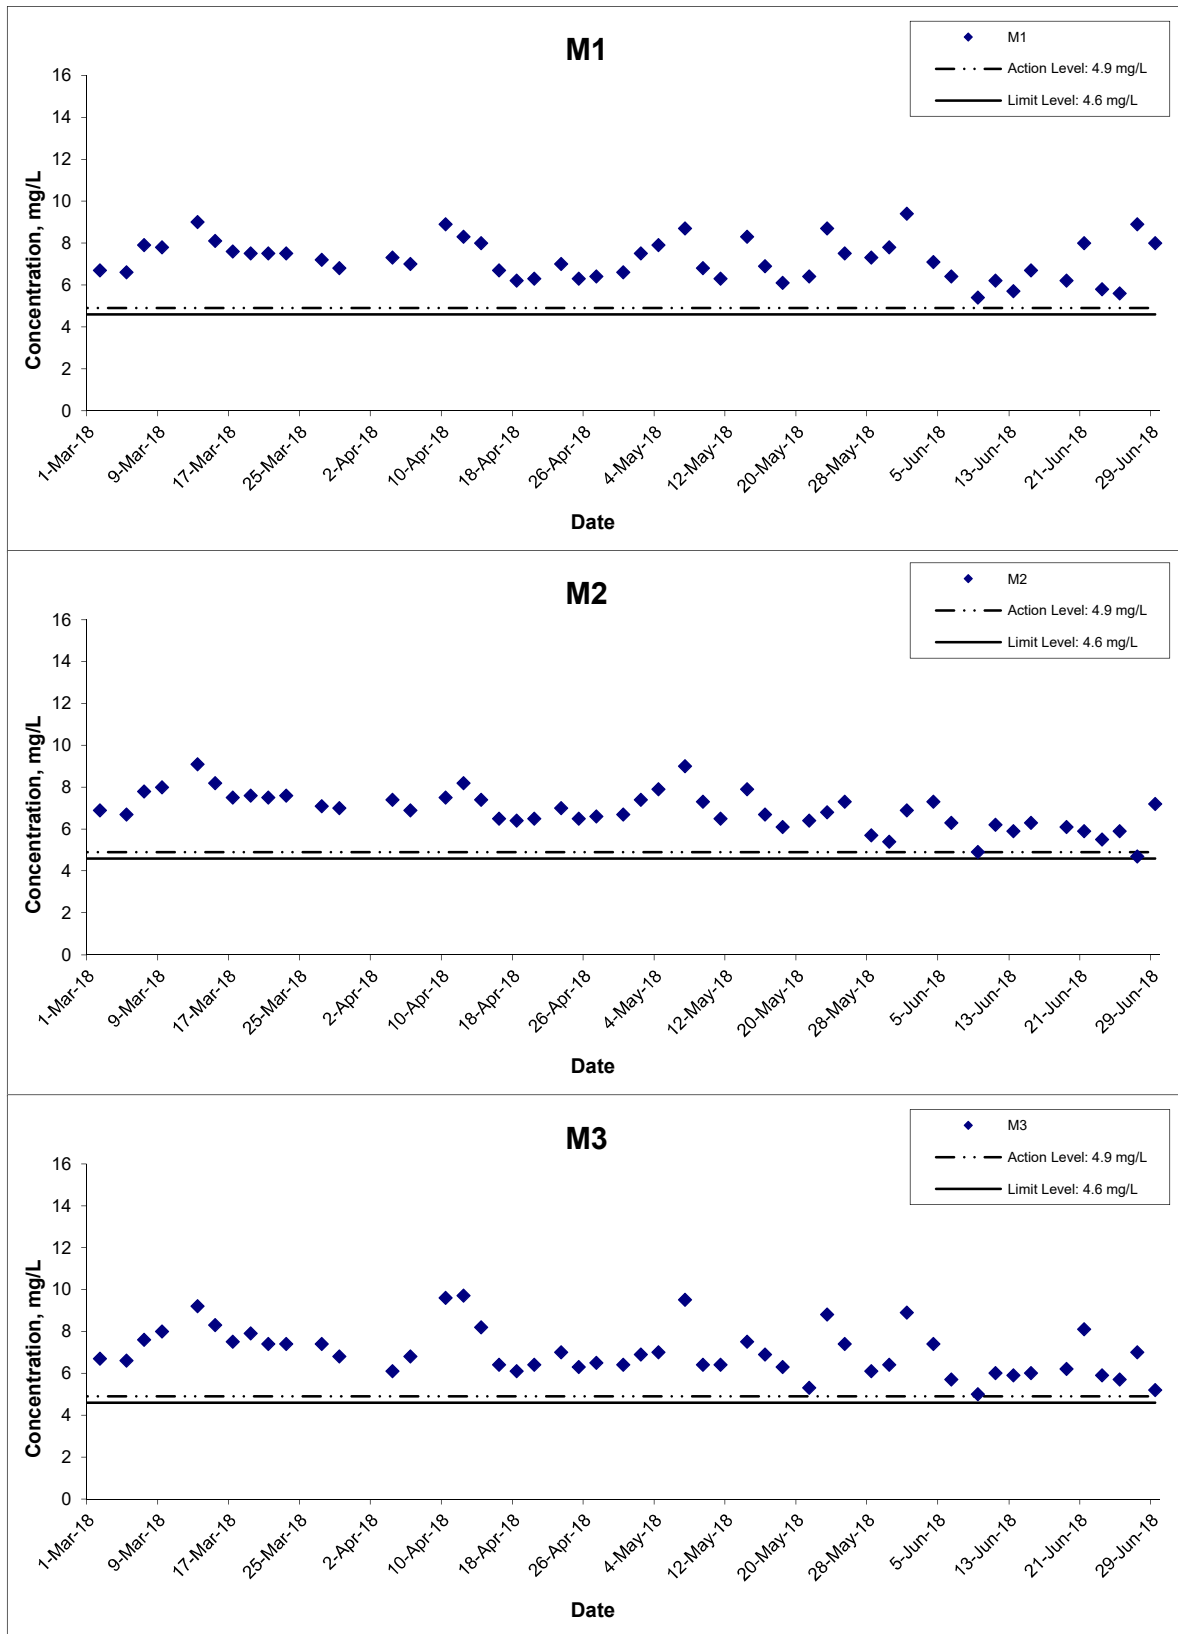 M1
M1
Action Level: 4.9 mg/L
Limit Level: 4.6 mg/L
Concentration, mg/L
16
14
12
10
8
6
4
2
0
1-Mar-18
9-Mar-18
17-Mar-18
25-Mar-18
2-Apr-18
10-Apr-18
18-Apr-18
26-Apr-18
4-May-18
12-May-18
20-May-18
28-May-18
5-Jun-18
13-Jun-18
21-Jun-18
29-Jun-18
Date
M2
M2
Action Level: 4.9 mg/L
Limit Level: 4.6 mg/L
Concentration, mg/L
16
14
12
10
8
6
4
2
0
1-Mar-18
9-Mar-18
17-Mar-18
25-Mar-18
2-Apr-18
10-Apr-18
18-Apr-18
26-Apr-18
4-May-18
12-May-18
20-May-18
28-May-18
5-Jun-18
13-Jun-18
21-Jun-18
29-Jun-18
Date
M3
M3
Action Level: 4.9 mg/L
Limit Level: 4.6 mg/L
Concentration, mg/L
16
14
12
10
8
6
4
2
0
1-Mar-18
9-Mar-18
17-Mar-18
25-Mar-18
2-Apr-18
10-Apr-18
18-Apr-18
26-Apr-18
4-May-18
12-May-18
20-May-18
28-May-18
5-Jun-18
13-Jun-18
21-Jun-18
29-Jun-18
Date